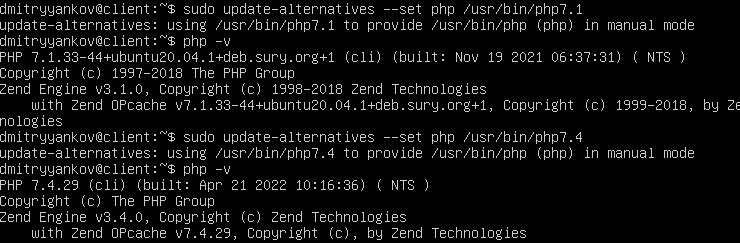 dmitryyankov@client:~$ sudo update-alternatives --set php /usr/bin/php7.1
update-alternatives: using /usr/bin/php7.1 to provide /usr/bin/php (php) in manual mode
dmitryyankov@client:~$ php -v
PHP 7.1.33-44+ubuntu20.04.1+deb.sury.org+1 (cli) (built: Nov 19 2021 06:37:31) ( NTS )
Copyright (c) 1997-2018 The PHP Group
Zend Engine v3.1.0, Copyright (c) 1998-2018 Zend Technologies
    with Zend OPcache v7.1.33-44+ubuntu20.04.1+deb.sury.org+1, Copyright (c) 1999-2018, by Ze
nologies
dmitryyankov@client:~$ sudo update-alternatives --set php /usr/bin/php7.4
update-alternatives: using /usr/bin/php7.4 to provide /usr/bin/php (php) in manual mode
dmitryyankov@client:~$ php -v
PHP 7.4.29 (cli) (built: Apr 21 2022 10:16:36) ( NTS )
Copyright (c) The PHP Group
Zend Engine v3.4.0, Copyright (c) Zend Technologies
    with Zend OPcache v7.4.29, Copyright (c), by Zend Technologies